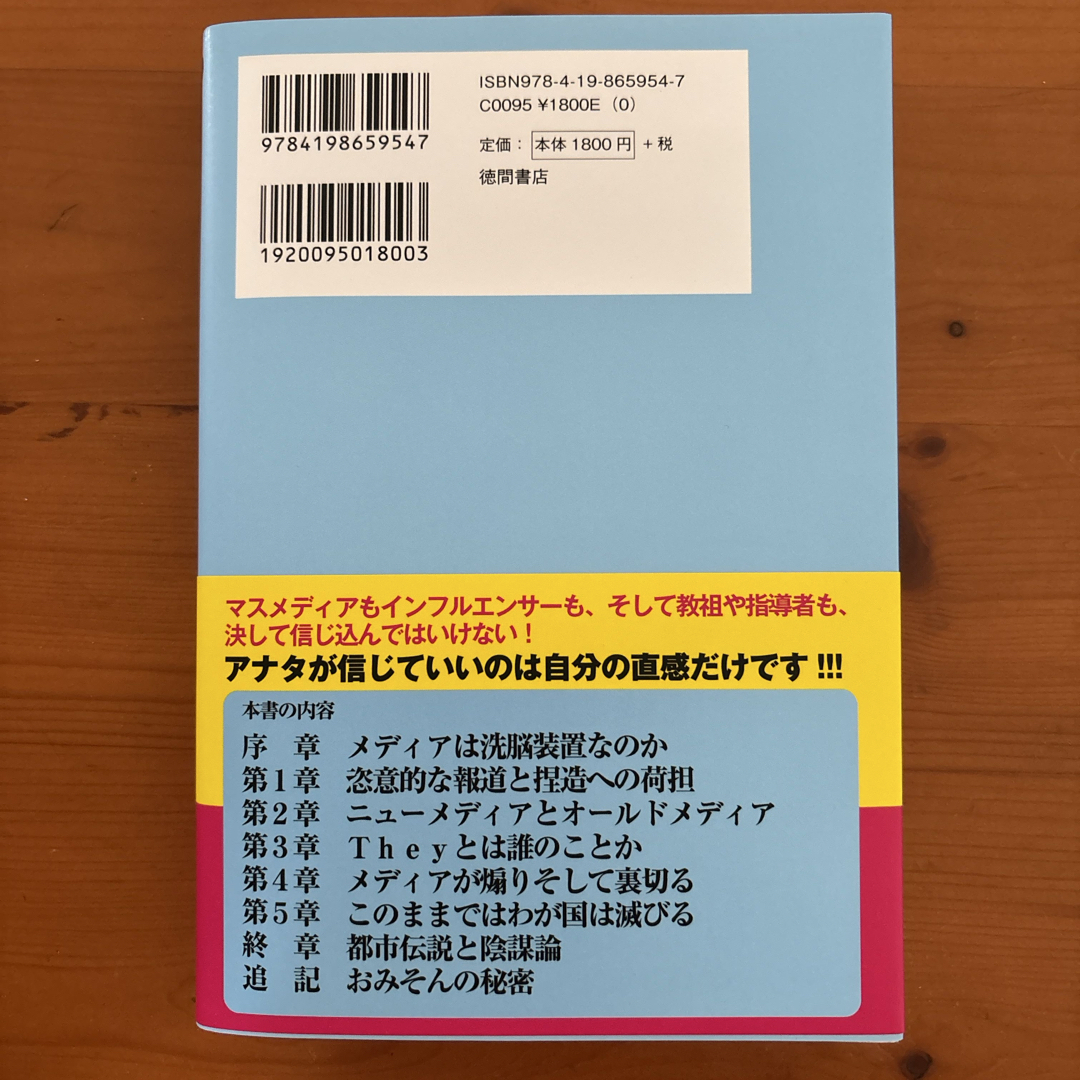 ISBN978-4-19-865954-7
C0095 ¥1800E (0)
定価： 本体 1800 円 + 税
徳間書店
9784198659547
1920095018003
マスメディアもインフルエンサーも、そして教祖や指導者も、
決して信じ込んではいけない！
アナタが信じていいのは自分の直感だけです!!!
本書の内容
序　章　メディアは洗脳装置なのか
第1章　恣意的な報道と捏造への荷担
第2章　ニューメディアとオールドメディア
第3章　Theyとは誰のことか
第4章　メディアが煽りそして裏切る
第5章　このままではわが国は滅びる
終　章　都市伝説と陰謀論
追　記　おみそんの秘密